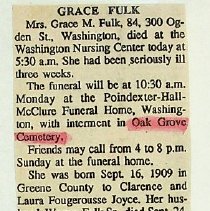 GRACE FULK
Mrs. Grace M. Fulk, 84, 300 Og-
den St., Washington, died at the
Washington Nursing Center today at
5:30 a.m. She had been seriously ill
three weeks.
The funeral will be at 10:30 a.m.
Monday at the Poindexter-Hall-
McClure Funeral Home, Washing-
ton, with interment in Oak Grove
Cemetery.
Friends may call from 4 to 8 p.m.
Sunday at the funeral home.
She was born Sept. 16, 1909 in
Greene County to Clarence and
Laura Fougerousse Joyce. Her hus-